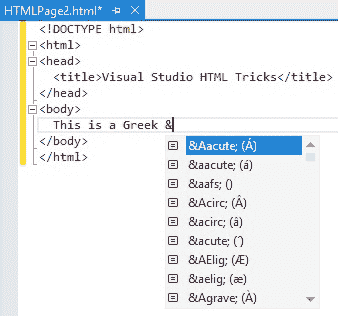 HTMLPage2.html*
<!DOCTYPE html>
<html>
<head>
<title>Visual Studio HTML Tricks</title>
</head>
<body>
This is a Greek &
</body>
</html>
&Aacute; (Á)
&aacute; (á)
&aafs; ()
&Acirc; (Â)
&acirc; (â)
&acute; (´)
&AElig; (Æ)
&aelig; (æ)
&Agrave; (À)